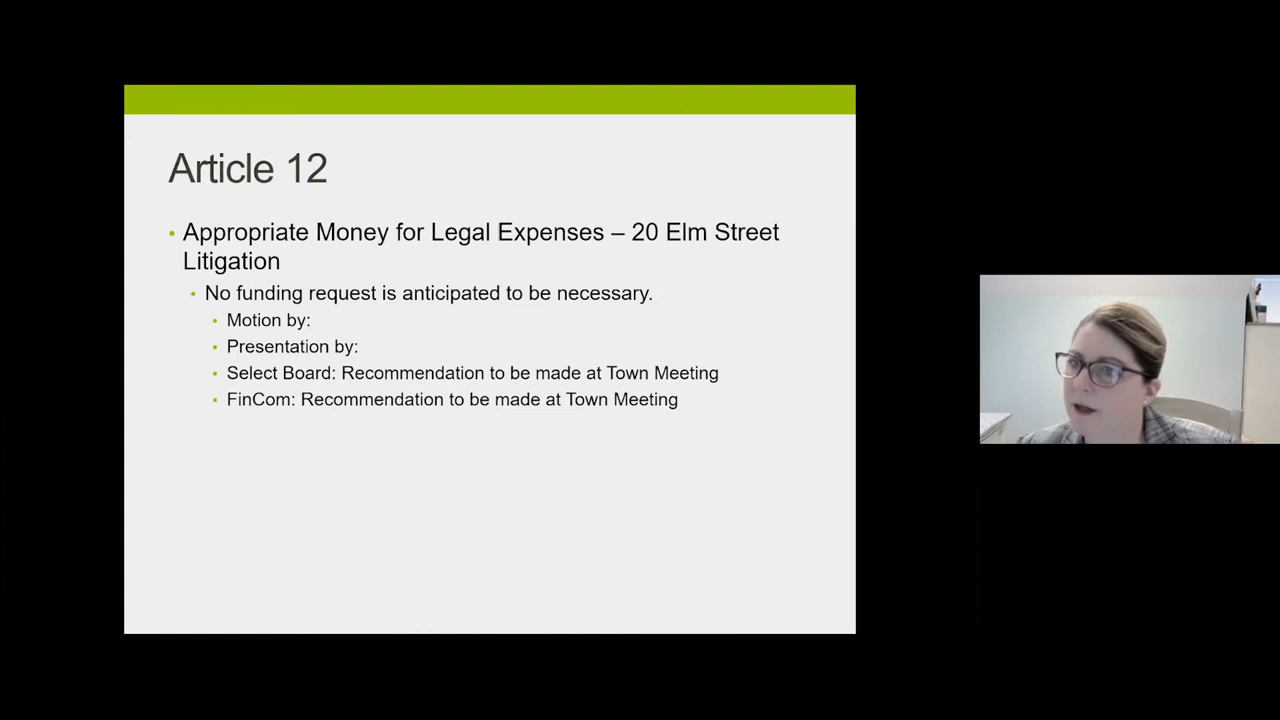 Article 12
• Appropriate Money for Legal Expenses – 20 Elm Street
Litigation
• No funding request is anticipated to be necessary.
• Motion by:
• Presentation by:
• Select Board: Recommendation to be made at Town Meeting
• FinCom: Recommendation to be made at Town Meeting